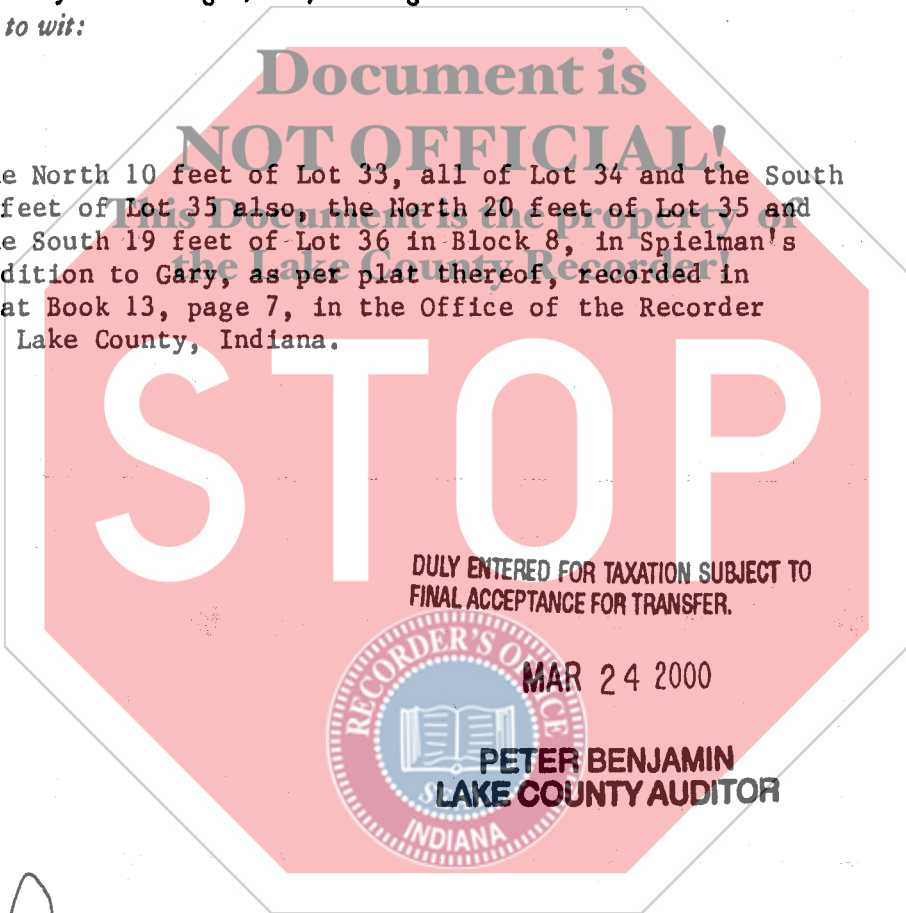 to wit:
Document is
NOT OFFICIAL!
This Document is the property of
the Lake County Recorder!
e North 10 feet of Lot 33, all of Lot 34 and the South
feet of Lot 35 also, the North 20 feet of Lot 35 and
e South 19 feet of Lot 36 in Block 8, in Spielman's
dition to Gary, as per plat thereof, recorded in
at Book 13, page 7, in the Office of the Recorder
Lake County, Indiana.
STOP
DULY ENTERED FOR TAXATION SUBJECT TO
FINAL ACCEPTANCE FOR TRANSFER.
MAR 24 2000
PETER BENJAMIN
LAKE COUNTY AUDITOR
RECORDER'S OFFICE
SEAL
INDIANA